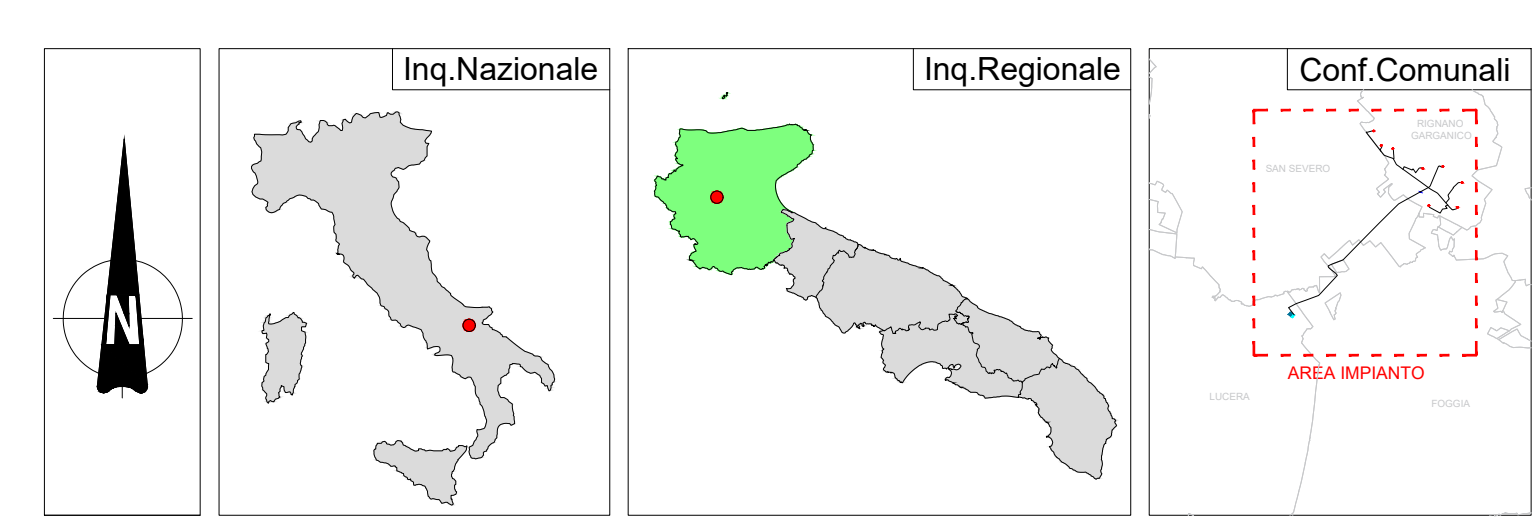 N
Inq.Nazionale
Inq.Regionale
Conf.Comunali
RIGNANO
GARGANICO
SAN SEVERO
AREA IMPIANTO
LUCERA
FOGGIA